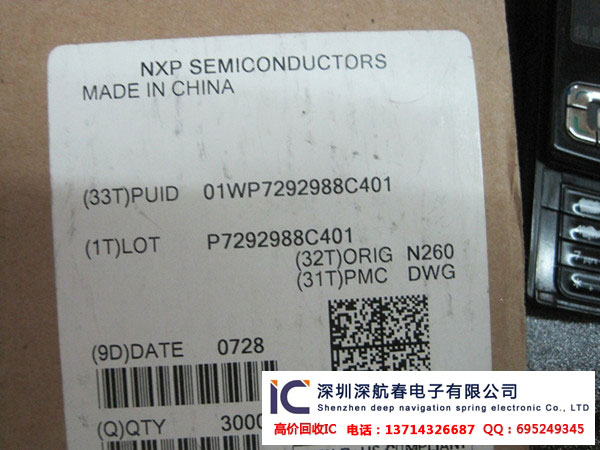 NXP SEMICONDUCTORS
MADE IN CHINA
(33T)PUID 01WP7292988C401
(1T)LOT P7292988C401
(32T)ORIG N260
(31T)PMC DWG
(9D)DATE 0728
(Q)QTY 3000
IC 深圳深航春电子有限公司
Shenzhen deep navigation spring electronic Co., LTD
高价回收IC 电话: 13714326687 QQ:695249345